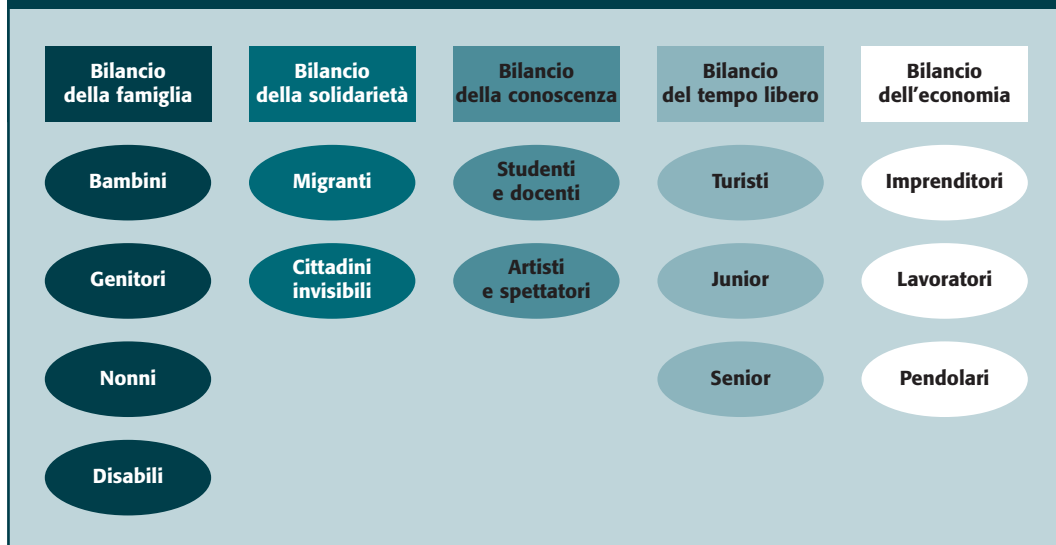 Bilancio
della famiglia
Bilancio
della solidarietà
Bilancio
della conoscenza
Bilancio
del tempo libero
Bilancio
dell'economia
Bambini
Migranti
Studenti
e docenti
Turisti
Imprenditori
Genitori
Cittadini
invisibili
Artisti
e spettatori
Junior
Lavoratori
Nonni
Senior
Pendolari
Disabili